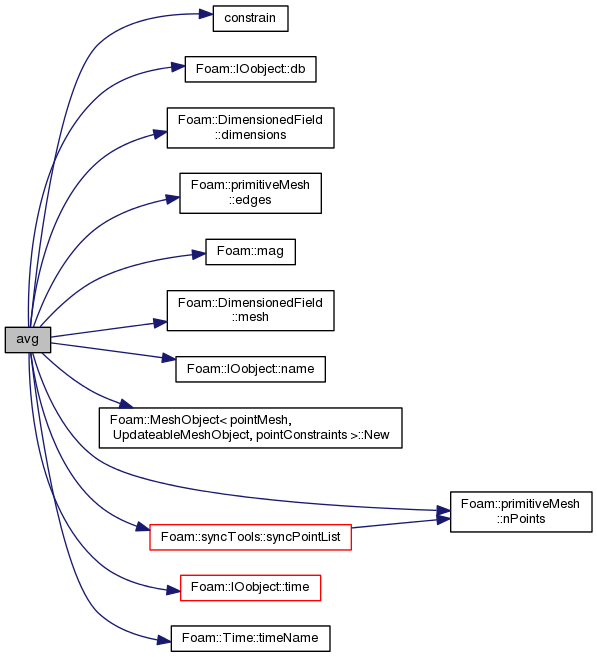 constrain
Foam::IOobject::db
Foam::DimensionedField
::dimensions
Foam::primitiveMesh
::edges
Foam::mag
Foam::DimensionedField
::mesh
avg
Foam::IOobject::name
Foam::MeshObject< pointMesh,
UpdateableMeshObject, pointConstraints >::New
Foam::primitiveMesh
::nPoints
Foam::syncTools::syncPointList
Foam::IOobject::time
Foam::Time::timeName